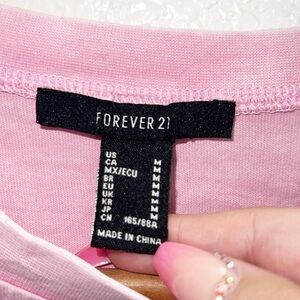 FOREVER 21
US M
CA M
MX/ECU M
BR M
EU M
UK M
KR M
JP M
CN 165/88A
MADE IN CHINA